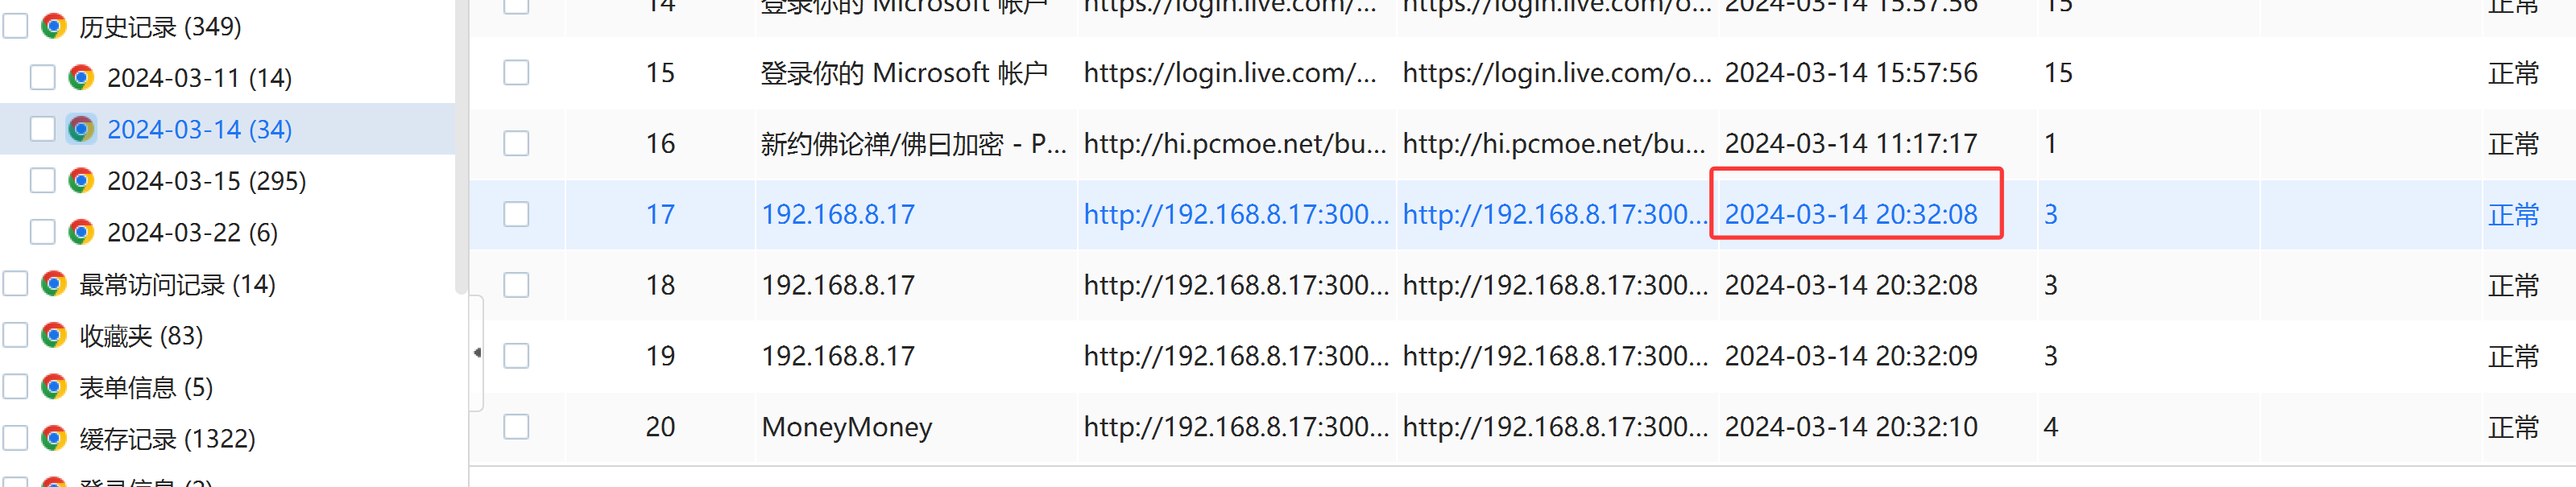 历史记录 (349)
2024-03-11 (14)
2024-03-14 (34)
2024-03-15 (295)
2024-03-22 (6)
最常访问记录 (14)
收藏夹 (83)
表单信息 (5)
缓存记录 (1322)
登录信息 (2)
14 登录你的 Microsoft 帐户 https://login.live.com/... https://login.live.com/o... 2024-03-14 15:57:56 15 正常
15 登录你的 Microsoft 帐户 https://login.live.com/... https://login.live.com/o... 2024-03-14 15:57:56 15 正常
16 新约佛论禅/佛曰加密 - P... http://hi.pcmoe.net/bu... http://hi.pcmoe.net/bu... 2024-03-14 11:17:17 1 正常
17 192.168.8.17 http://192.168.8.17:300... http://192.168.8.17:300... 2024-03-14 20:32:08 3 正常
18 192.168.8.17 http://192.168.8.17:300... http://192.168.8.17:300... 2024-03-14 20:32:08 3 正常
19 192.168.8.17 http://192.168.8.17:300... http://192.168.8.17:300... 2024-03-14 20:32:09 3 正常
20 MoneyMoney http://192.168.8.17:300... http://192.168.8.17:300... 2024-03-14 20:32:10 4 正常